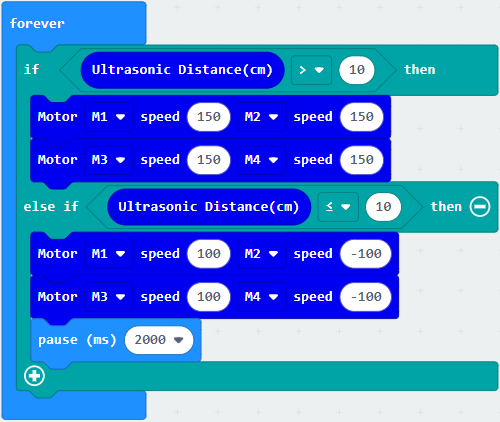 forever
if Ultrasonic Distance(cm) > 10 then
Motor M1 speed 150 M2 speed 150
Motor M3 speed 150 M4 speed 150
else if Ultrasonic Distance(cm) ≤ 10 then
Motor M1 speed 100 M2 speed -100
Motor M3 speed 100 M4 speed -100
pause (ms) 2000